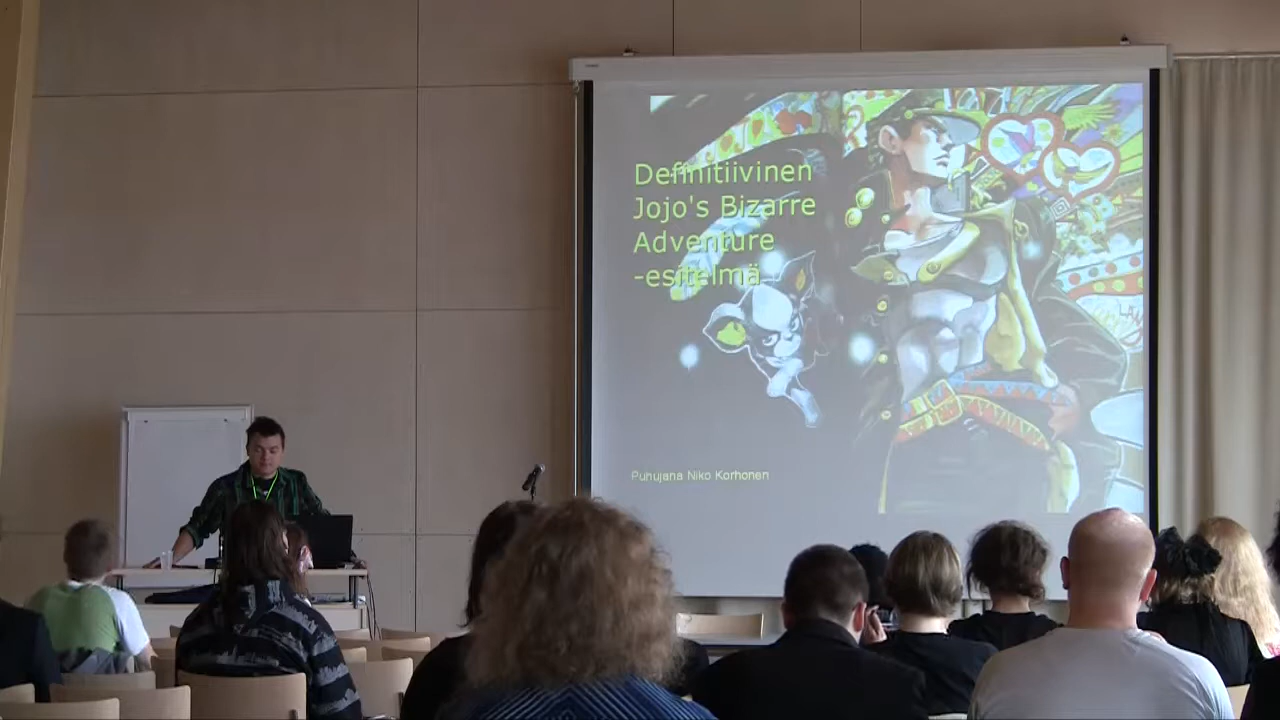 Definitiivinen
Jojo's Bizarre
Adventure
-esitelmä
Puhujana Niko Korhonen